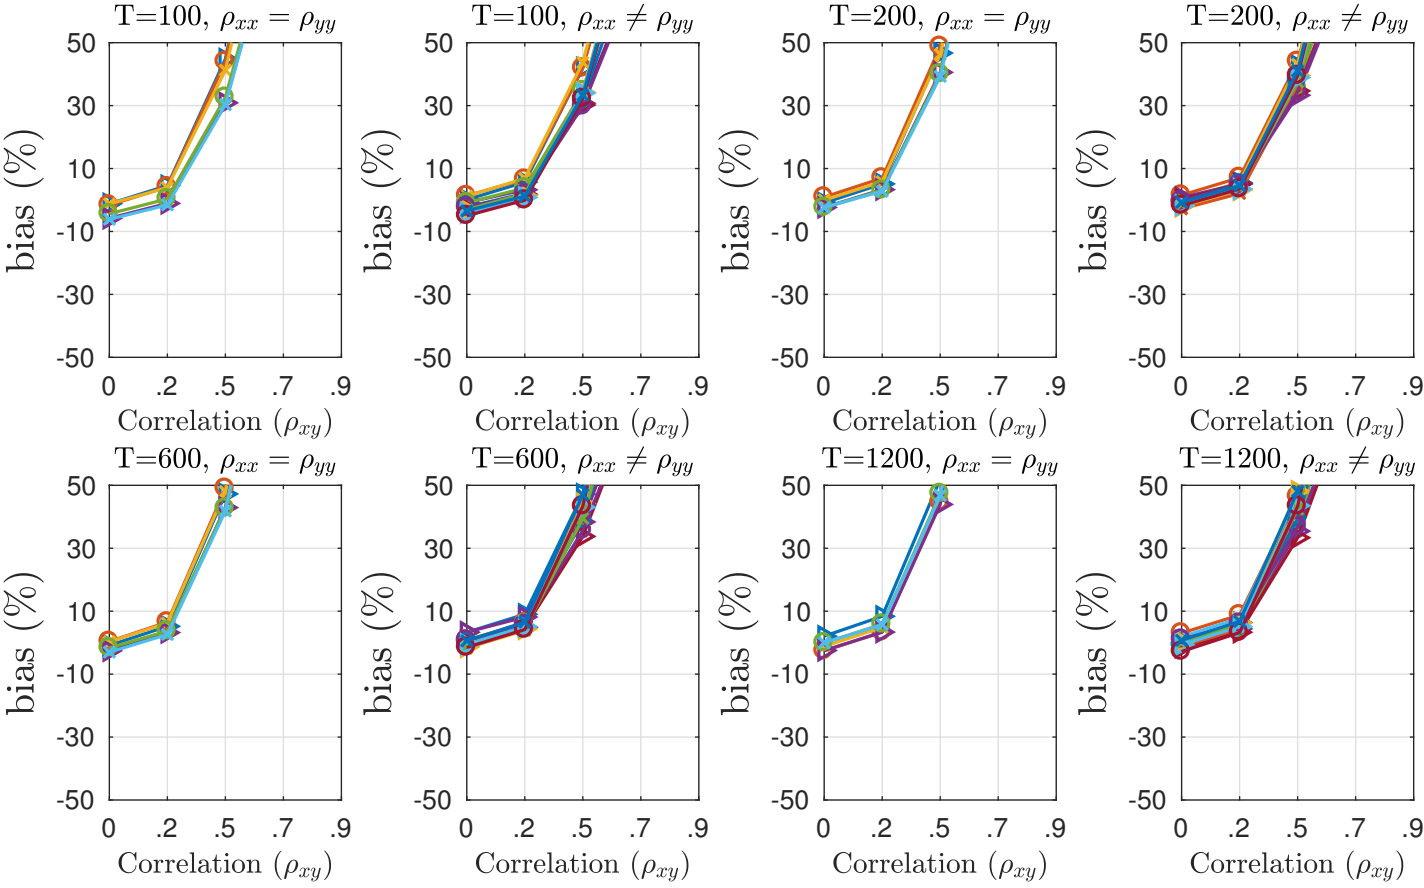 T=100, ρxx = ρyy
50
30
10
-10
-30
-50
bias (%)
0 .2 .5 .7 .9
Correlation (ρxy)
T=100, ρxx ≠ ρyy
50
30
10
-10
-30
-50
bias (%)
0 .2 .5 .7 .9
Correlation (ρxy)
T=200, ρxx = ρyy
50
30
10
-10
-30
-50
bias (%)
0 .2 .5 .7 .9
Correlation (ρxy)
T=200, ρxx ≠ ρyy
50
30
10
-10
-30
-50
bias (%)
0 .2 .5 .7 .9
Correlation (ρxy)
T=600, ρxx = ρyy
50
30
10
-10
-30
-50
bias (%)
0 .2 .5 .7 .9
Correlation (ρxy)
T=600, ρxx ≠ ρyy
50
30
10
-10
-30
-50
bias (%)
0 .2 .5 .7 .9
Correlation (ρxy)
T=1200, ρxx = ρyy
50
30
10
-10
-30
-50
bias (%)
0 .2 .5 .7 .9
Correlation (ρxy)
T=1200, ρxx ≠ ρyy
50
30
10
-10
-30
-50
bias (%)
0 .2 .5 .7 .9
Correlation (ρxy)